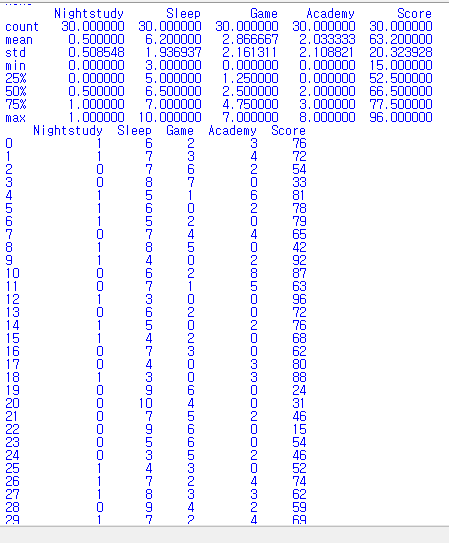 Nightstudy Sleep Game Academy Score
count 30.000000 30.000000 30.000000 30.000000 30.000000
mean 0.500000 6.200000 2.866667 2.033333 63.200000
std 0.508548 1.936937 2.161311 2.108821 20.323928
min 0.000000 3.000000 0.000000 0.000000 15.000000
25% 0.000000 5.000000 1.250000 0.000000 52.500000
50% 0.500000 6.500000 2.500000 2.000000 66.500000
75% 1.000000 7.000000 4.750000 3.000000 77.500000
max 1.000000 10.000000 7.000000 8.000000 96.000000
Nightstudy Sleep Game Academy Score
0 1 6 2 3 76
1 1 7 3 4 72
2 0 7 6 2 54
3 0 8 7 0 33
4 1 5 1 6 81
5 1 6 0 2 78
6 1 5 2 0 79
7 0 7 4 4 65
8 1 8 5 0 42
9 1 4 0 2 92
10 0 6 2 8 87
11 0 7 1 5 63
12 1 3 0 0 96
13 0 6 2 0 72
14 1 5 0 2 76
15 1 4 2 0 68
16 0 7 3 0 62
17 0 4 0 3 80
18 1 3 0 3 88
19 0 9 6 0 24
20 0 10 4 0 31
21 0 7 5 2 46
22 0 9 6 0 15
23 0 5 6 0 54
24 0 3 5 2 46
25 1 4 3 0 52
26 1 7 2 4 74
27 1 8 3 3 62
28 0 9 4 2 59
29 1 7 2 4 69